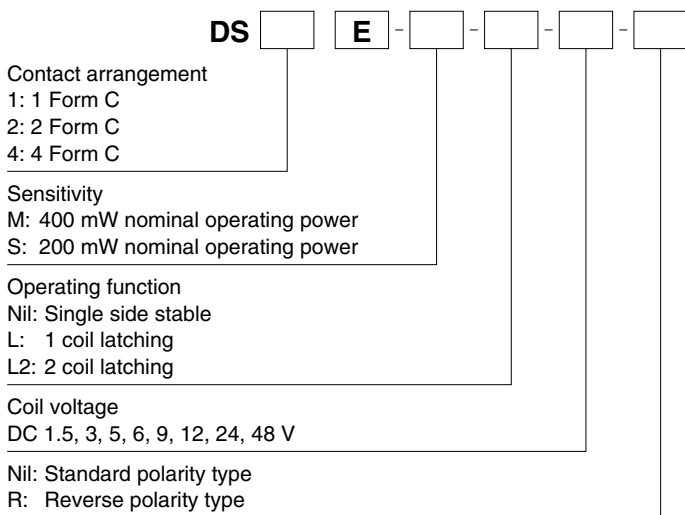 DS E - - - -
Contact arrangement
1: 1 Form C
2: 2 Form C
4: 4 Form C
Sensitivity
M: 400 mW nominal operating power
S: 200 mW nominal operating power
Operating function
Nil: Single side stable
L: 1 coil latching
L2: 2 coil latching
Coil voltage
DC 1.5, 3, 5, 6, 9, 12, 24, 48 V
Nil: Standard polarity type
R: Reverse polarity type